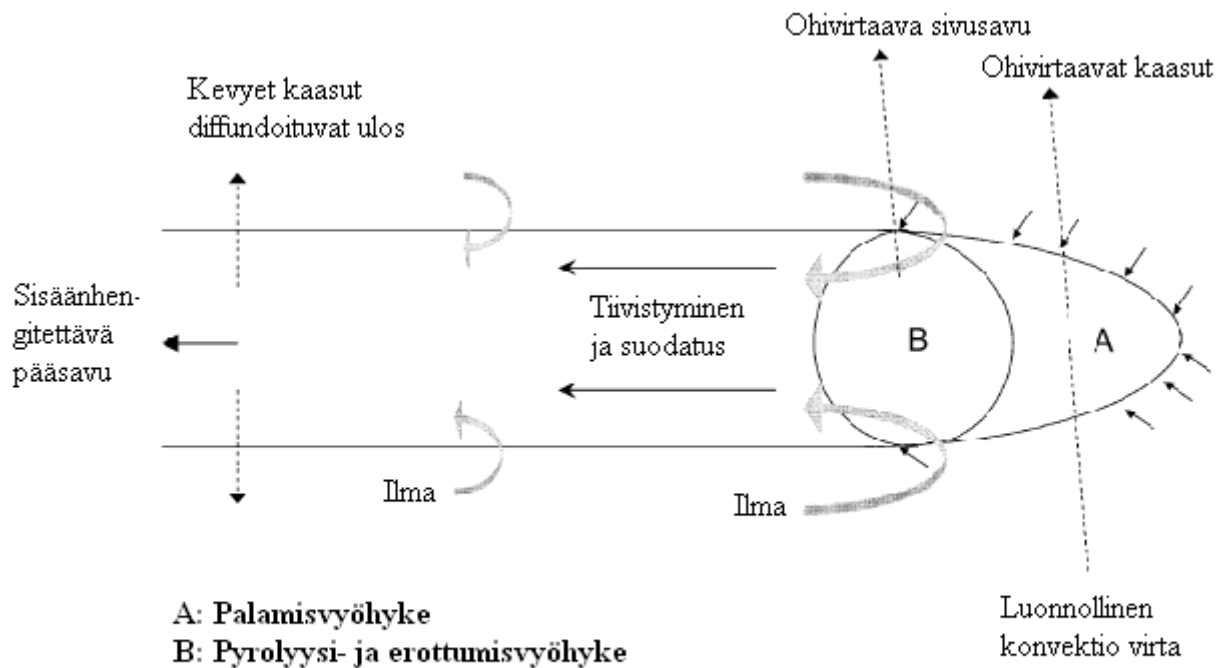 Ohivirtaava sivusavu
Ohivirtaavat kaasut
Kevyet kaasut
diffundoituvat ulos
Sisäänhen-
gitettävä
pääsavu
Tiivistyminen
ja suodatus
B
A
Ilma
Ilma
Luonnollinen
konvektio virta
A: Palamisvyöhyke
B: Pyrolyysi- ja erottumisvyöhyke